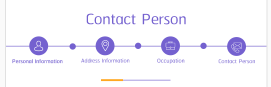 Contact Person
Personal Information
Address Information
Occupation
Contact Person